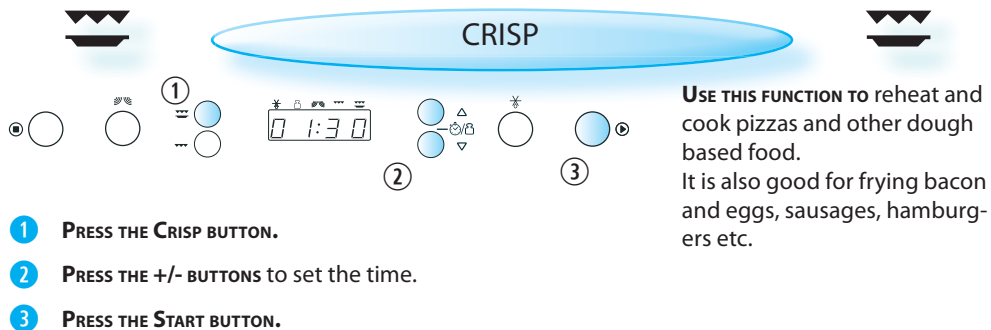 CRISP
1
01:30
2
3
USE THIS FUNCTION TO reheat and
cook pizzas and other dough
based food.
It is also good for frying bacon
and eggs, sausages, hamburg-
ers etc.
1 PRESS THE CRISP BUTTON.
2 PRESS THE +/- BUTTONS to set the time.
3 PRESS THE START BUTTON.